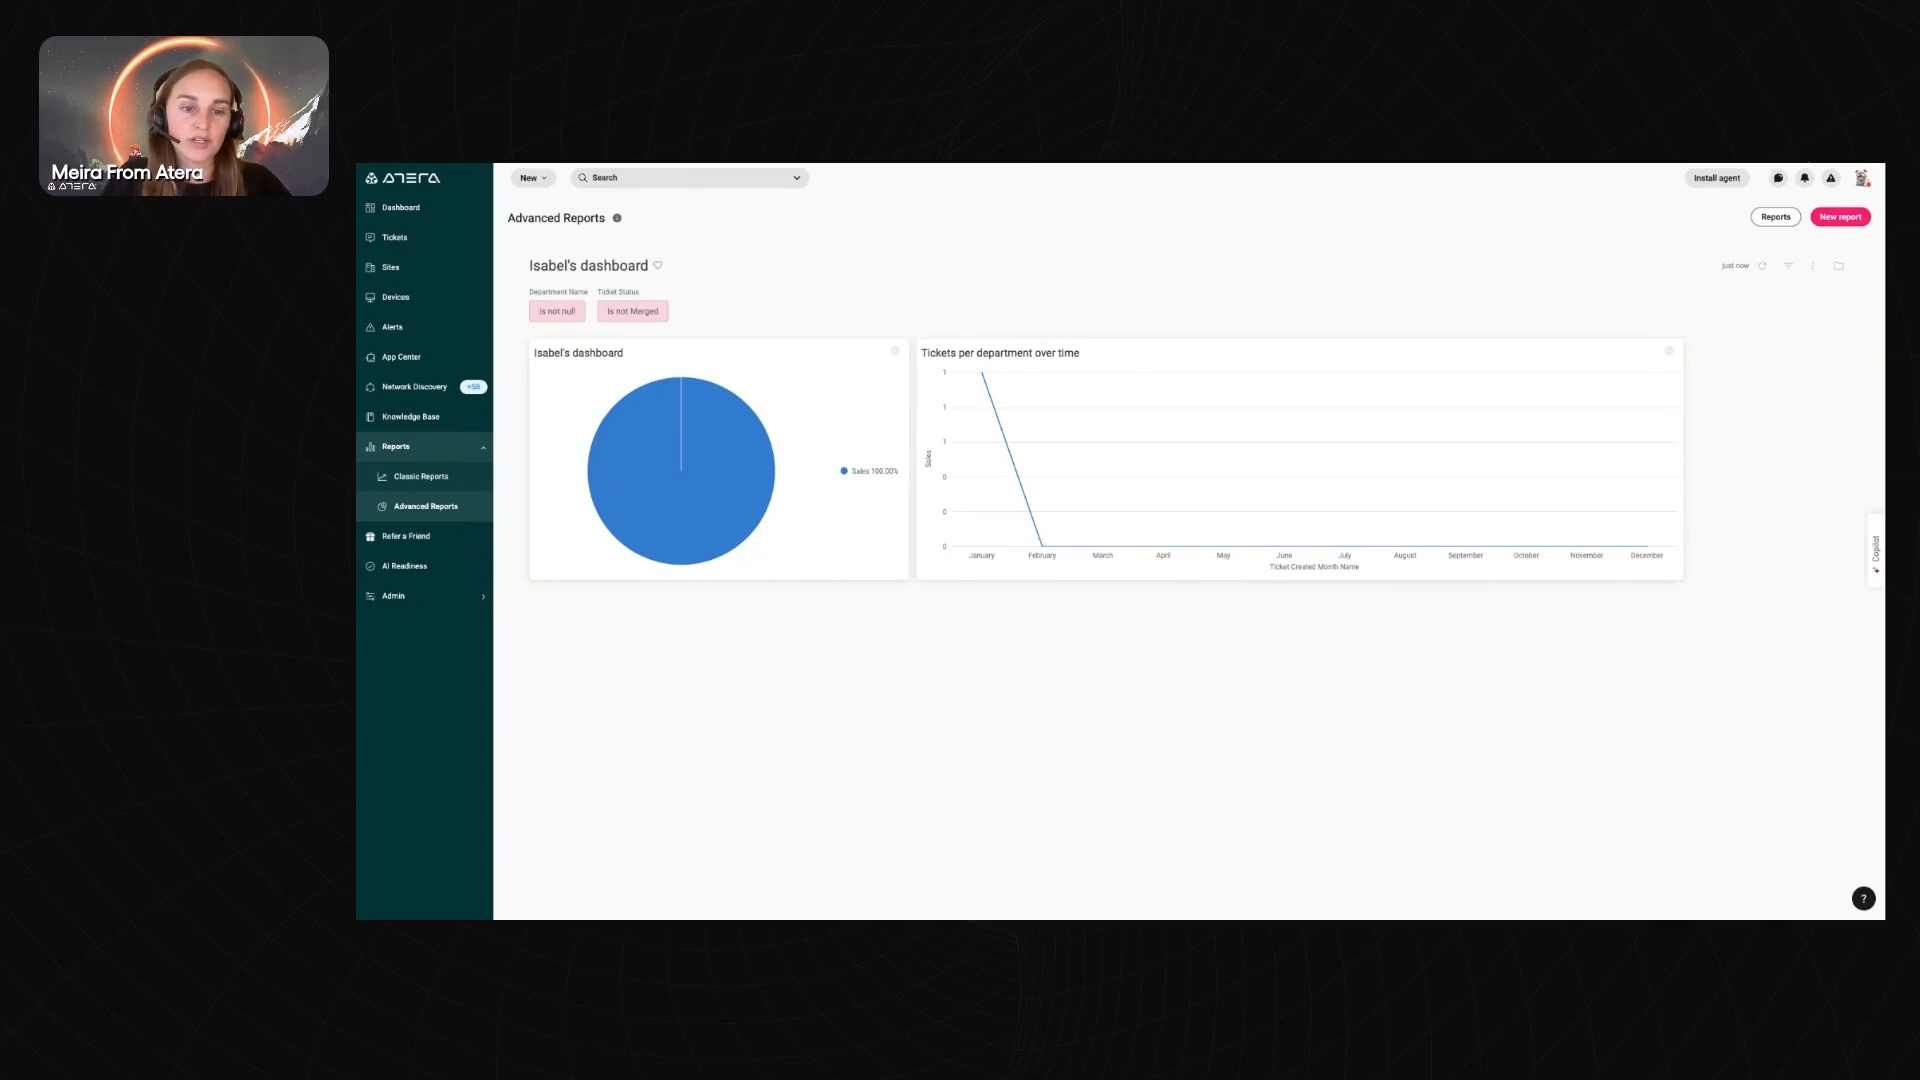 Meira From Atera
ATERA
ATERA
Dashboard
Tickets
Sites
Devices
Alerts
App Center
Network Discovery +58
Knowledge Base
Reports
Classic Reports
Advanced Reports
Refer a Friend
AI Readiness
Admin
New
Search
Install agent
Advanced Reports
Reports
New report
Isabel's dashboard
just now
Department Name
Ticket Status
is not null
is not Merged
Isabel's dashboard
Sales 100.00%
Tickets per department over time
1
1
1
0
0
0
Sales
January February March April May June July August September October November December
Ticket Created Month Name
Copilot
?